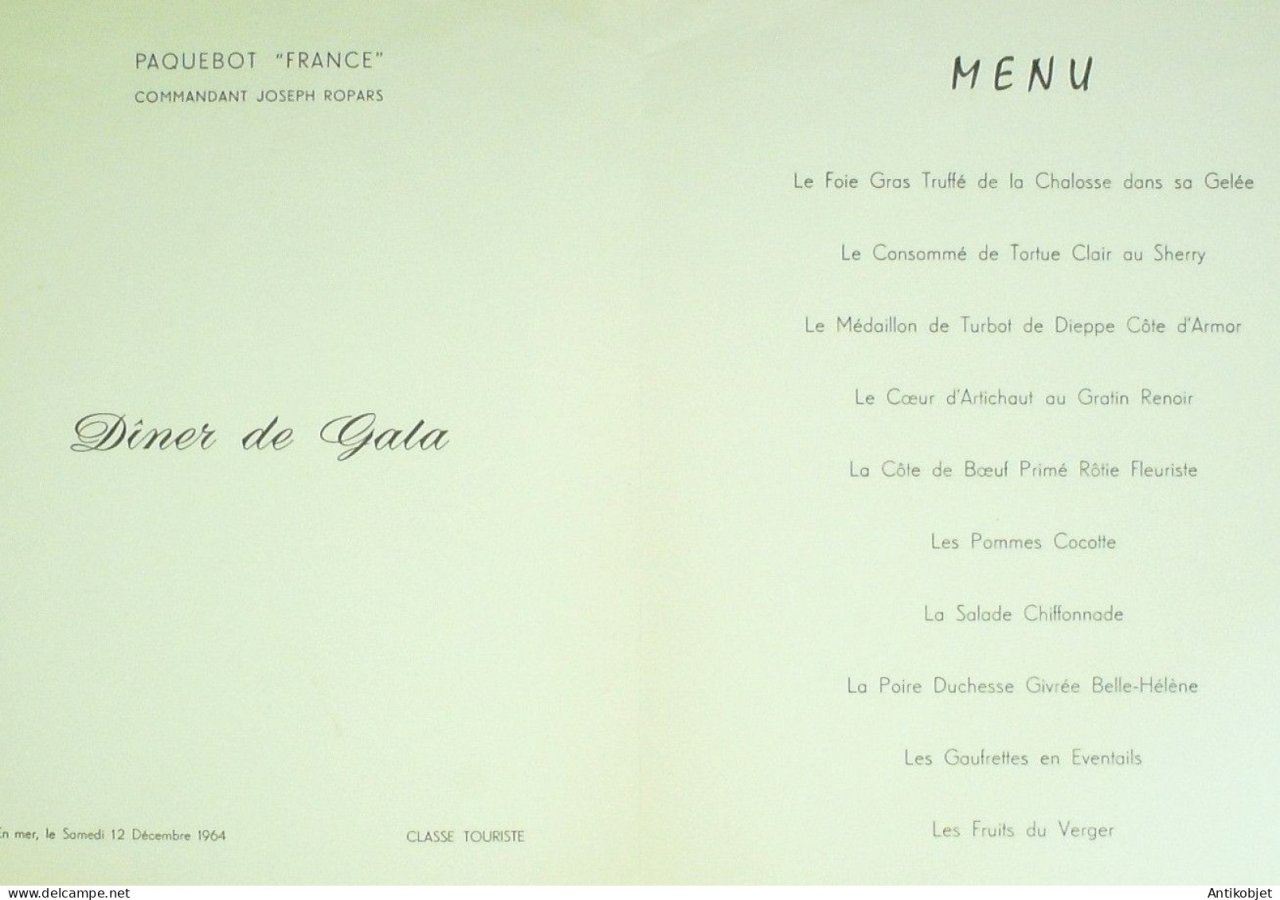 PAQUEBOT "FRANCE"
COMMANDANT JOSEPH ROPARS
Dîner de Gala
En mer, le Samedi 12 Décembre 1964
CLASSE TOURISTE
MENU
Le Foie Gras Truffé de la Chalosse dans sa Gelée
Le Consommé de Tortue Clair au Sherry
Le Médaillon de Turbot de Dieppe Côte d'Armor
Le Cœur d'Artichaut au Gratin Renoir
La Côte de Bœuf Primé Rôtie Fleuriste
Les Pommes Cocotte
La Salade Chiffonnade
La Poire Duchesse Givrée Belle-Hélène
Les Gaufrettes en Eventails
Les Fruits du Verger
www.delcampe.net
Antikobjet